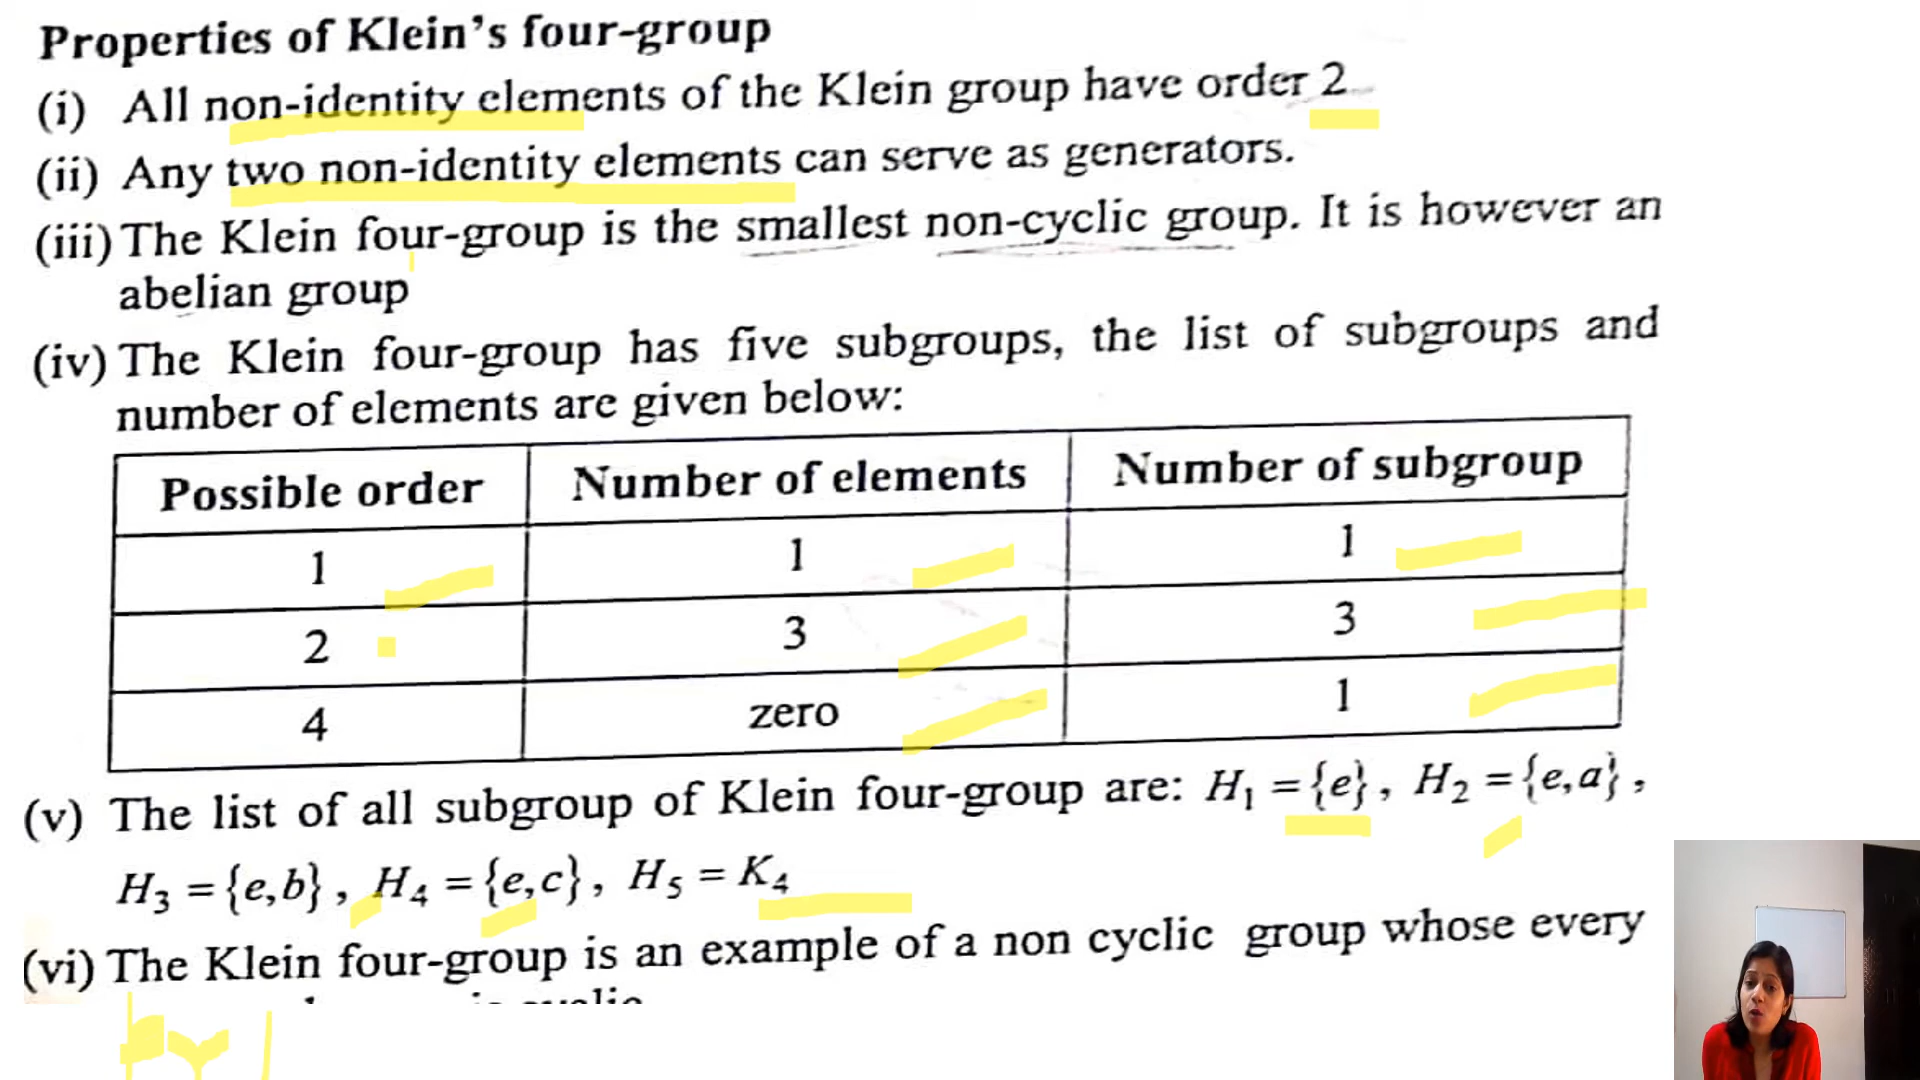 Properties of Klein's four-group
(i) All non-identity elements of the Klein group have order 2
(ii) Any two non-identity elements can serve as generators.
(iii) The Klein four-group is the smallest non-cyclic group. It is however an
abelian group
(iv) The Klein four-group has five subgroups, the list of subgroups and
number of elements are given below:
Possible order Number of elements Number of subgroup
1 1 1
2 3 3
4 zero 1
(v) The list of all subgroup of Klein four-group are: H₁ = {e}, H₂ = {e,a},
H₃ = {e,b}, H₄ = {e,c}, H₅ = K₄
(vi) The Klein four-group is an example of a non cyclic group whose every
is cyclic